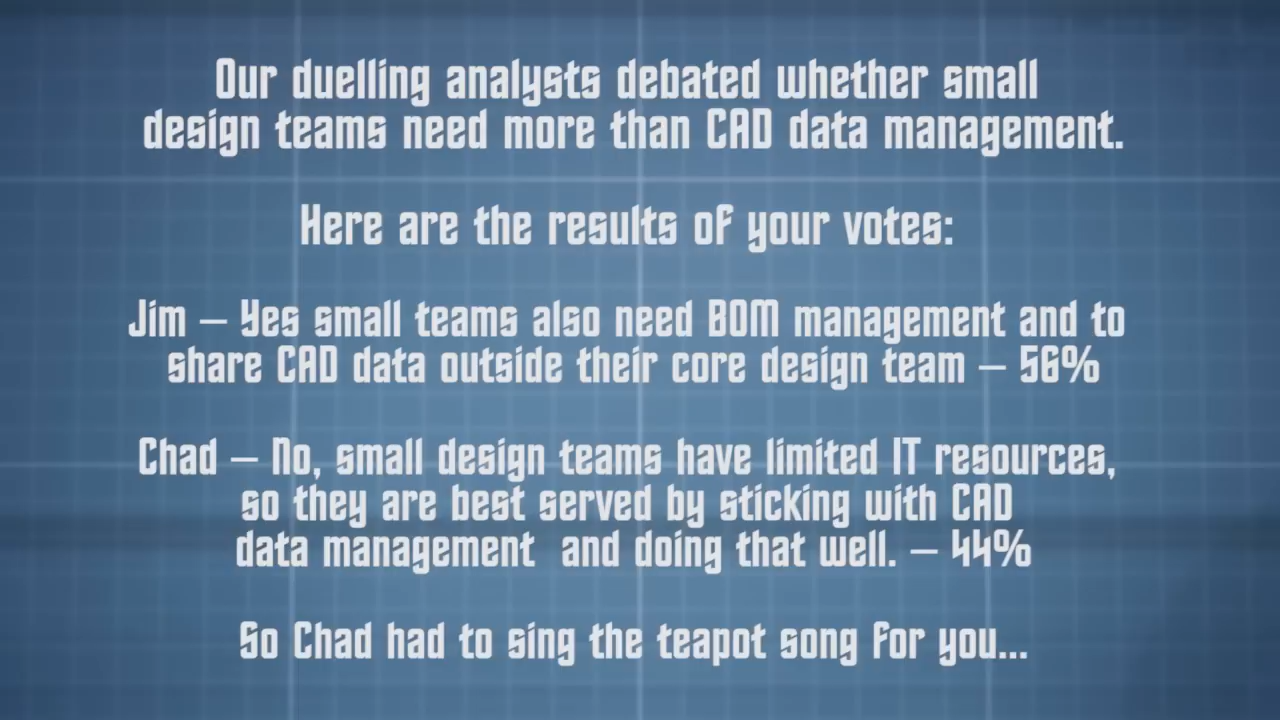 Our duelling analysts debated whether small
design teams need more than CAD data management.
Here are the results of your votes:
Jim – Yes small teams also need BOM management and to
share CAD data outside their core design team – 56%
Chad – No, small design teams have limited IT resources,
so they are best served by sticking with CAD
data management  and doing that well. – 44%
So Chad had to sing the teapot song for you...